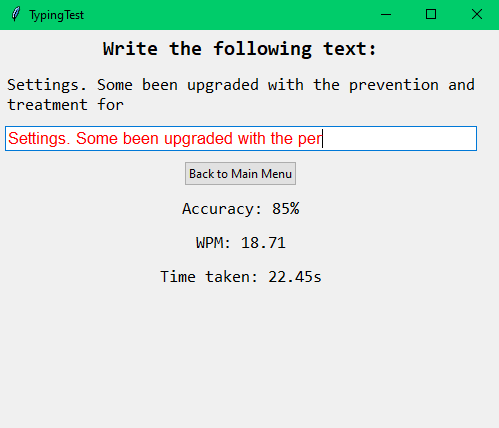 TypingTest
Write the following text:
Settings. Some been upgraded with the prevention and
treatment for
Settings. Some been upgraded with the per
Back to Main Menu
Accuracy: 85%
WPM: 18.71
Time taken: 22.45s